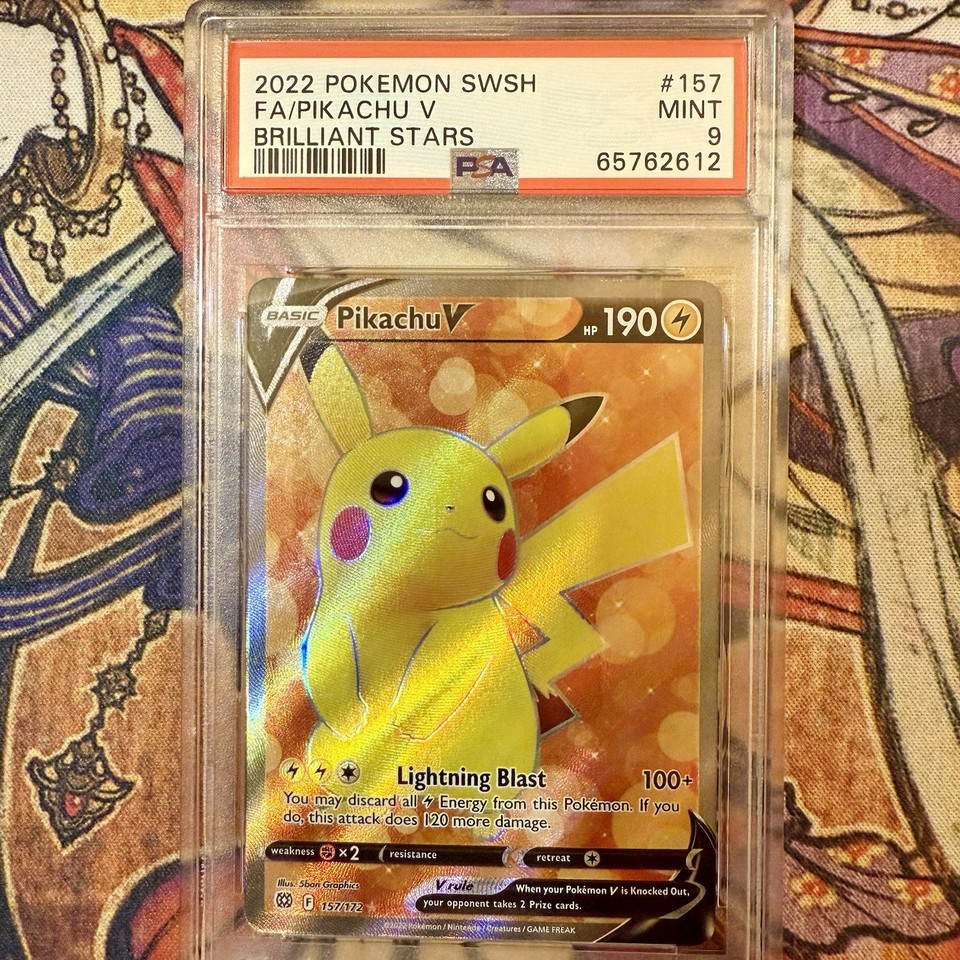 2022 POKEMON SWSH #157
FA/PIKACHU V MINT
BRILLIANT STARS 9
PSA 65762612
BASIC Pikachu V HP 190
Lightning Blast 100+
You may discard all Energy from this Pokémon. If you
do, this attack does 120 more damage.
weakness ×2 resistance retreat
Illus. 5ban Graphics
V rule When your Pokémon V is Knocked Out,
your opponent takes 2 Prize cards.
F 157/172
©2022 Pokémon / Nintendo / Creatures / GAME FREAK